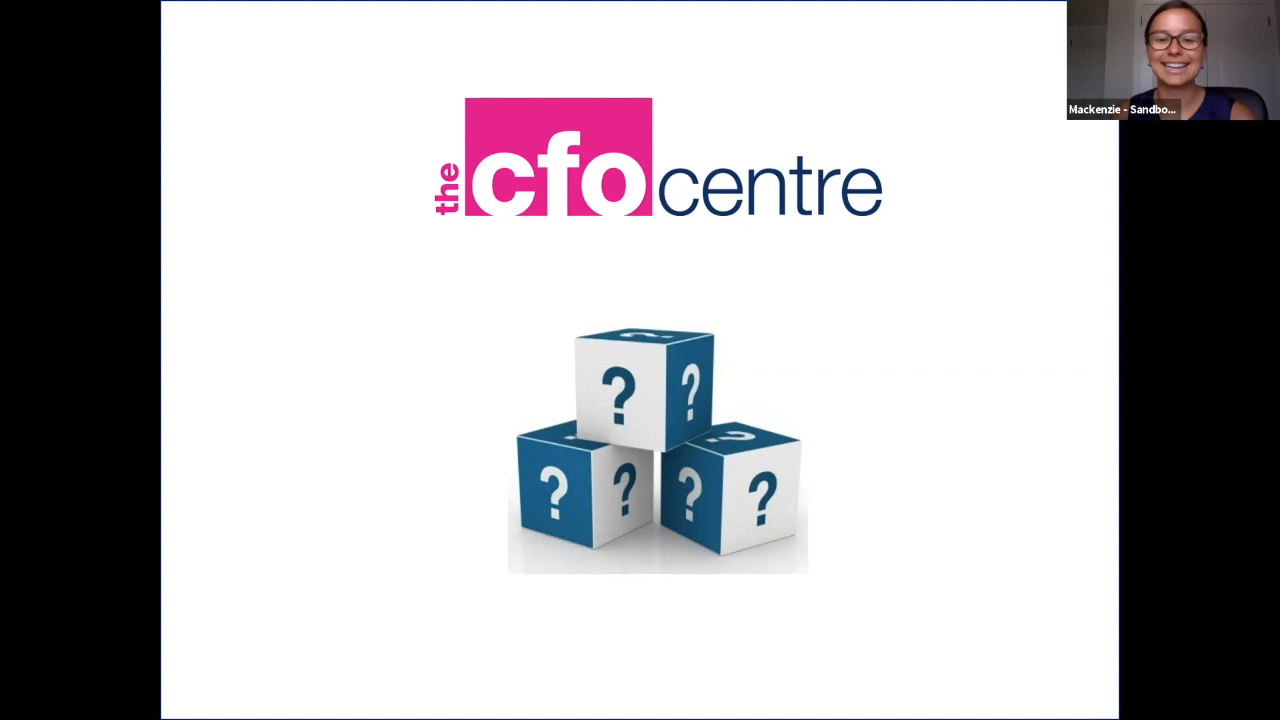 the cfo centre
Mackenzie - Sandbo...
?
? ?
? ? ? ?